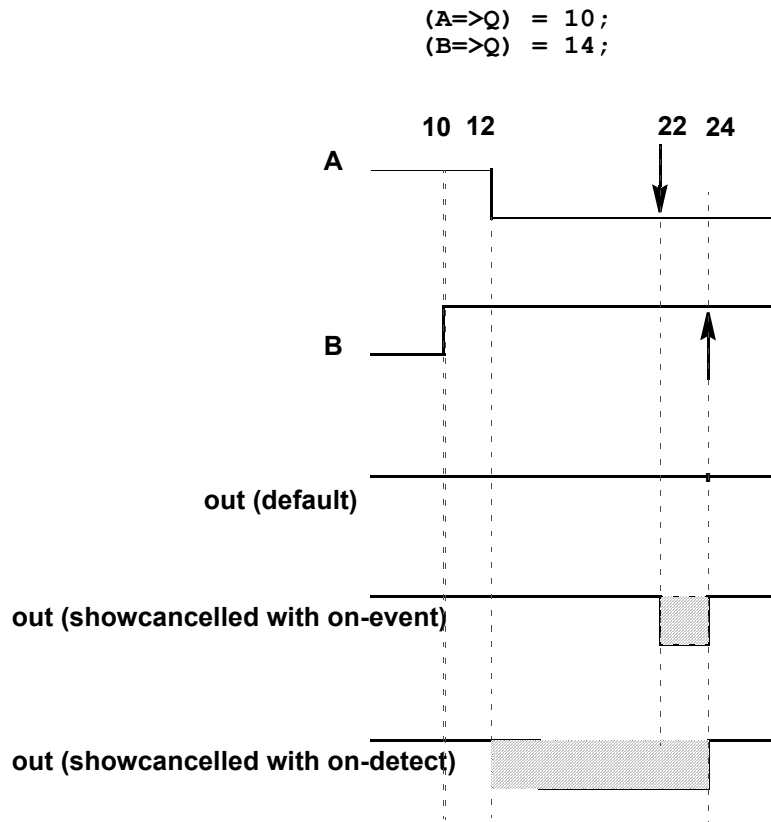 (A=>Q) = 10;
(B=>Q) = 14;
10 12 22 24
A
B
out (default)
out (showcancelled with on-event)
out (showcancelled with on-detect)